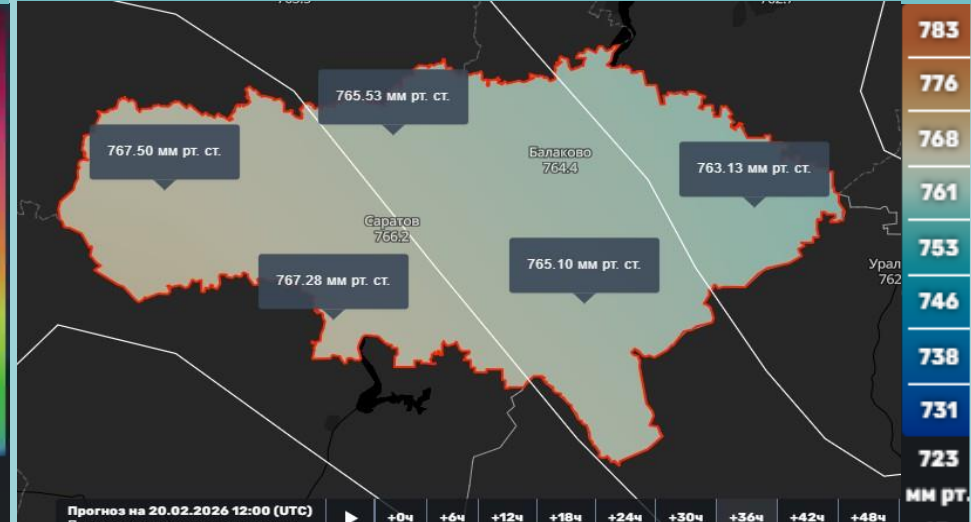 783
765.53 мм рт. ст.
776
767.50 мм рт. ст.
768
Балаково
764.4
763.13 мм рт. ст.
761
Саратов
766.2
753
767.28 мм рт. ст.
765.10 мм рт. ст.
Урал
762
746
738
731
723
мм рт.
Прогноз на 20.02.2026 12:00 (UTC)
+0ч +6ч +12ч +18ч +24ч +30ч +36ч +42ч +48ч